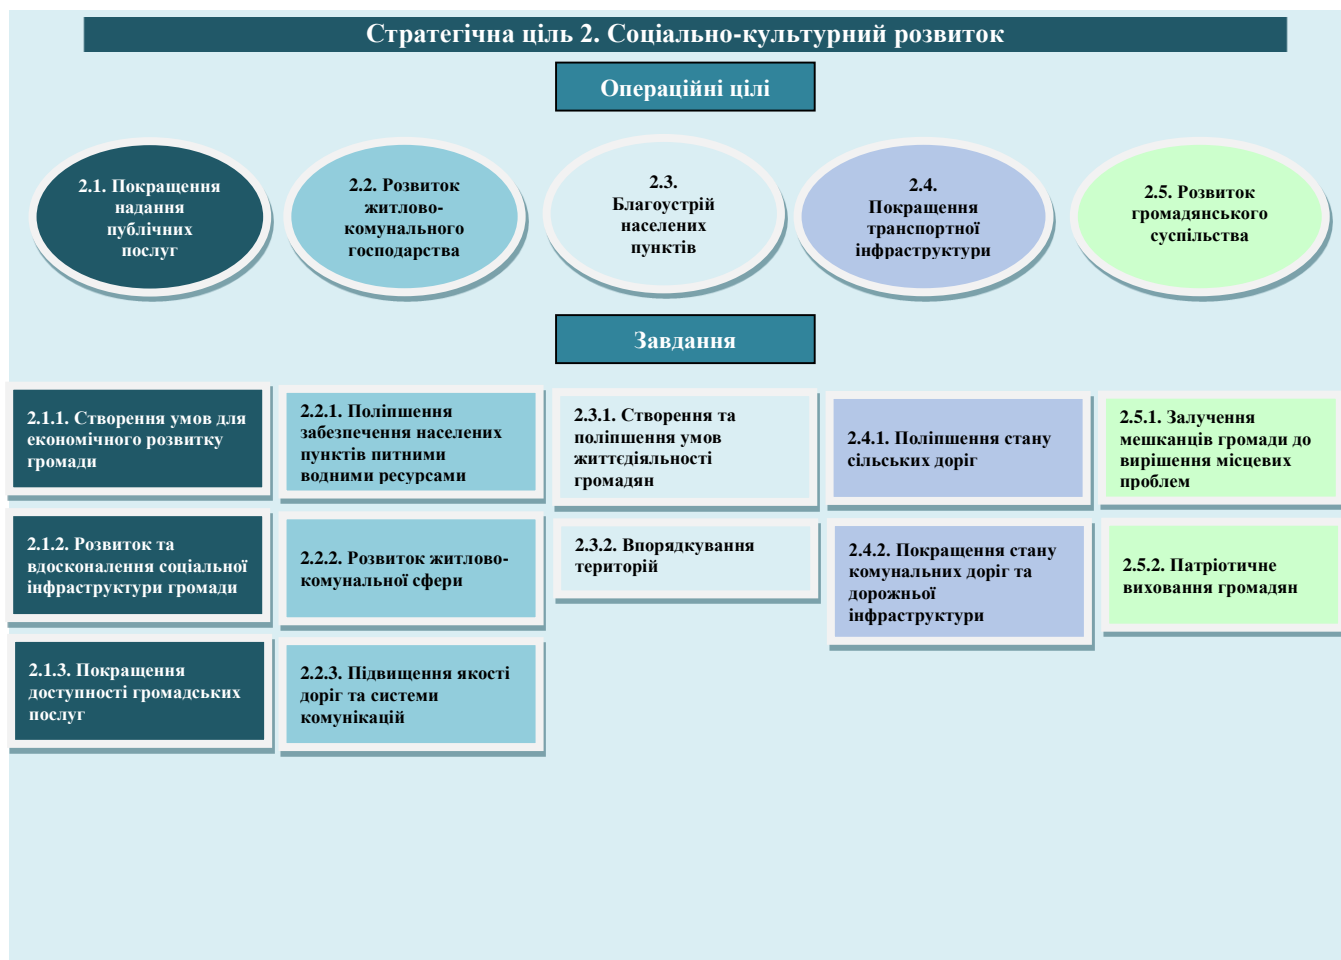 Стратегічна ціль 2. Соціально-культурний розвиток
Операційні цілі
2.1. Покращення
надання
публічних
послуг
2.2. Розвиток
житлово-
комунального
господарства
2.3.
Благоустрій
населених
пунктів
2.4.
Покращення
транспортної
інфраструктури
2.5. Розвиток
громадянського
суспільства
Завдання
2.1.1. Створення умов для
економічного розвитку
громади
2.2.1. Поліпшення
забезпечення населених
пунктів питними
водними ресурсами
2.3.1. Створення та
поліпшення умов
життєдіяльності
громадян
2.4.1. Поліпшення стану
сільських доріг
2.5.1. Залучення
мешканців громади до
вирішення місцевих
проблем
2.1.2. Розвиток та
вдосконалення соціальної
інфраструктури громади
2.2.2. Розвиток житлово-
комунальної сфери
2.3.2. Впорядкування
територій
2.4.2. Покращення стану
комунальних доріг та
дорожньої
інфраструктури
2.5.2. Патріотичне
виховання громадян
2.1.3. Покращення
доступності громадських
послуг
2.2.3. Підвищення якості
доріг та системи
комунікацій